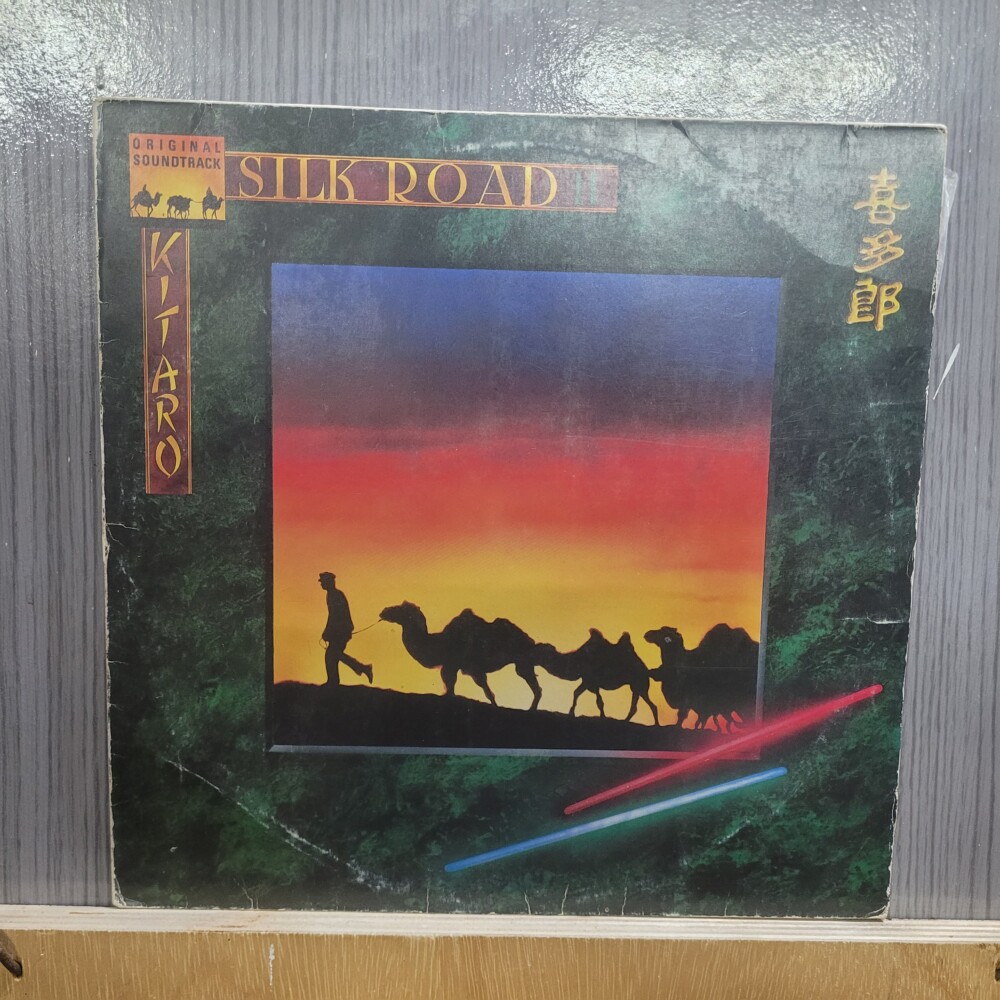 ORIGINAL
SOUNDTRACK
SILK ROAD II
KITARO
喜多郎